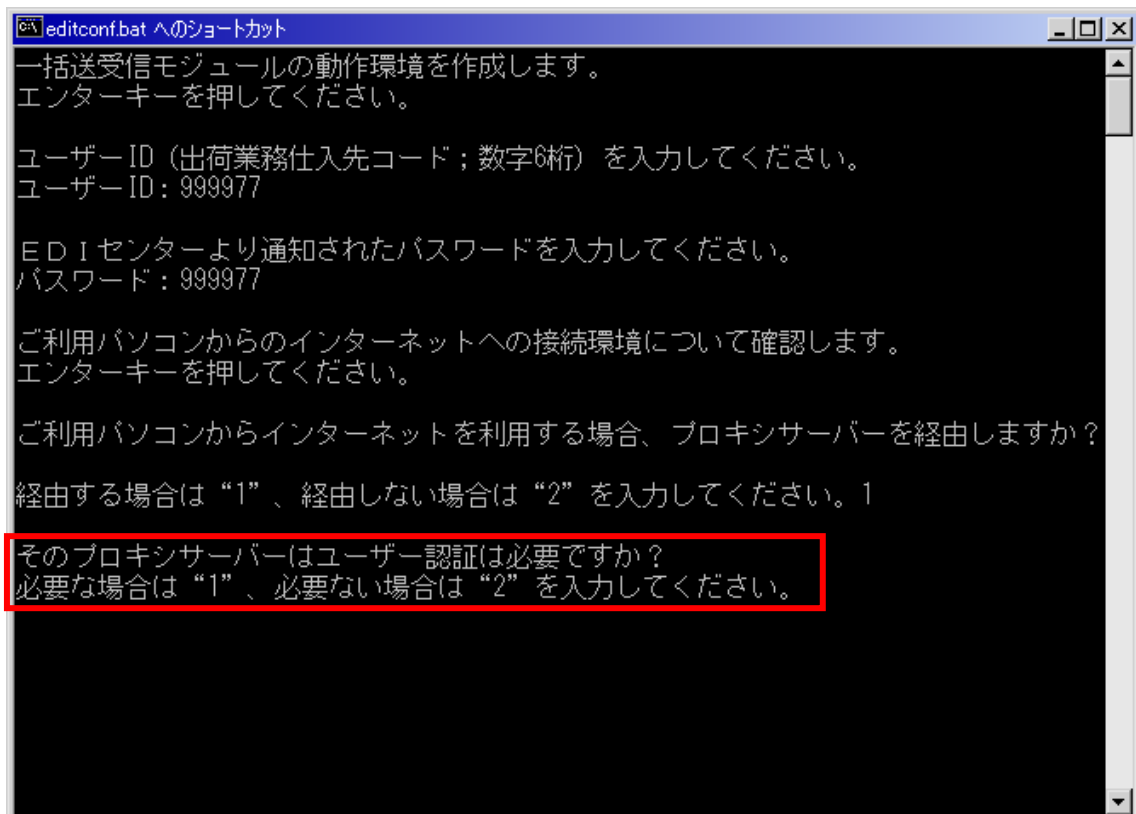 editconf.bat へのショートカット
一括送受信モジュールの動作環境を作成します。
エンターキーを押してください。
ユーザーID（出荷業務仕入先コード；数字6桁）を入力してください。
ユーザーID：999977
ＥＤＩセンターより通知されたパスワードを入力してください。
パスワード：999977
ご利用パソコンからのインターネットへの接続環境について確認します。
エンターキーを押してください。
ご利用パソコンからインターネットを利用する場合、プロキシサーバーを経由しますか？
経由する場合は“1”、経由しない場合は“2”を入力してください。1
そのプロキシサーバーはユーザー認証は必要ですか？
必要な場合は“1”、必要ない場合は“2”を入力してください。